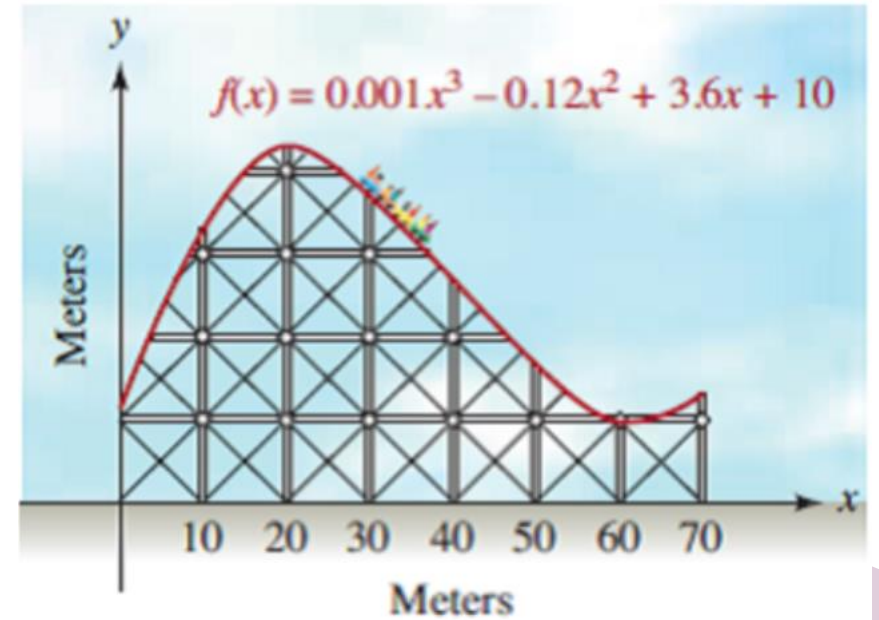 y
f(x) = 0.001x³ – 0.12x² + 3.6x + 10
Meters
x
10 20 30 40 50 60 70
Meters